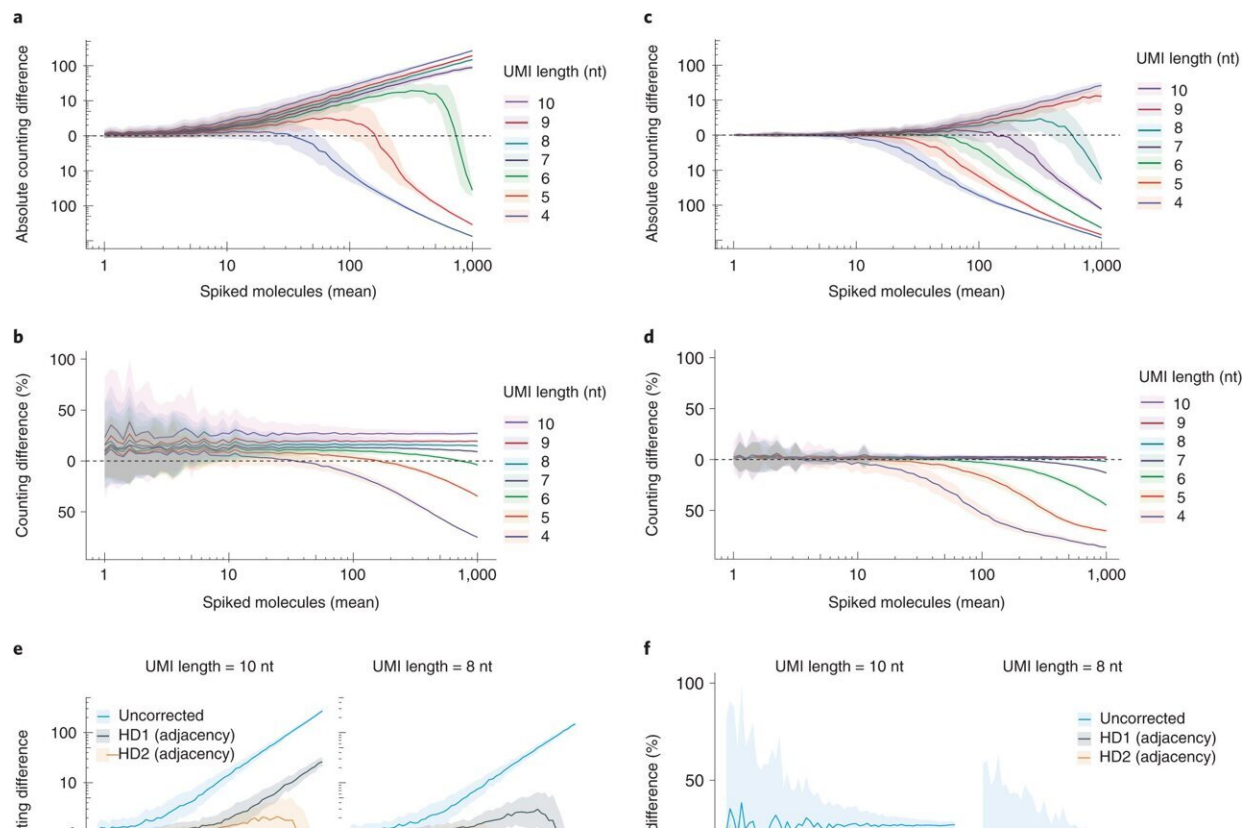 a
Absolute counting difference
100
10
0
10
100
1
10
100
1,000
Spiked molecules (mean)
UMI length (nt)
10
9
8
7
6
5
4
c
Absolute counting difference
100
10
0
10
100
1
10
100
1,000
Spiked molecules (mean)
UMI length (nt)
10
9
8
7
6
5
4
b
Counting difference (%)
100
50
0
50
1
10
100
1,000
Spiked molecules (mean)
UMI length (nt)
10
9
8
7
6
5
4
d
Counting difference (%)
100
50
0
50
1
10
100
1,000
Spiked molecules (mean)
UMI length (nt)
10
9
8
7
6
5
4
e
UMI length = 10 nt
UMI length = 8 nt
ting difference
100
10
Uncorrected
HD1 (adjacency)
HD2 (adjacency)
f
UMI length = 10 nt
UMI length = 8 nt
difference (%)
100
50
Uncorrected
HD1 (adjacency)
HD2 (adjacency)